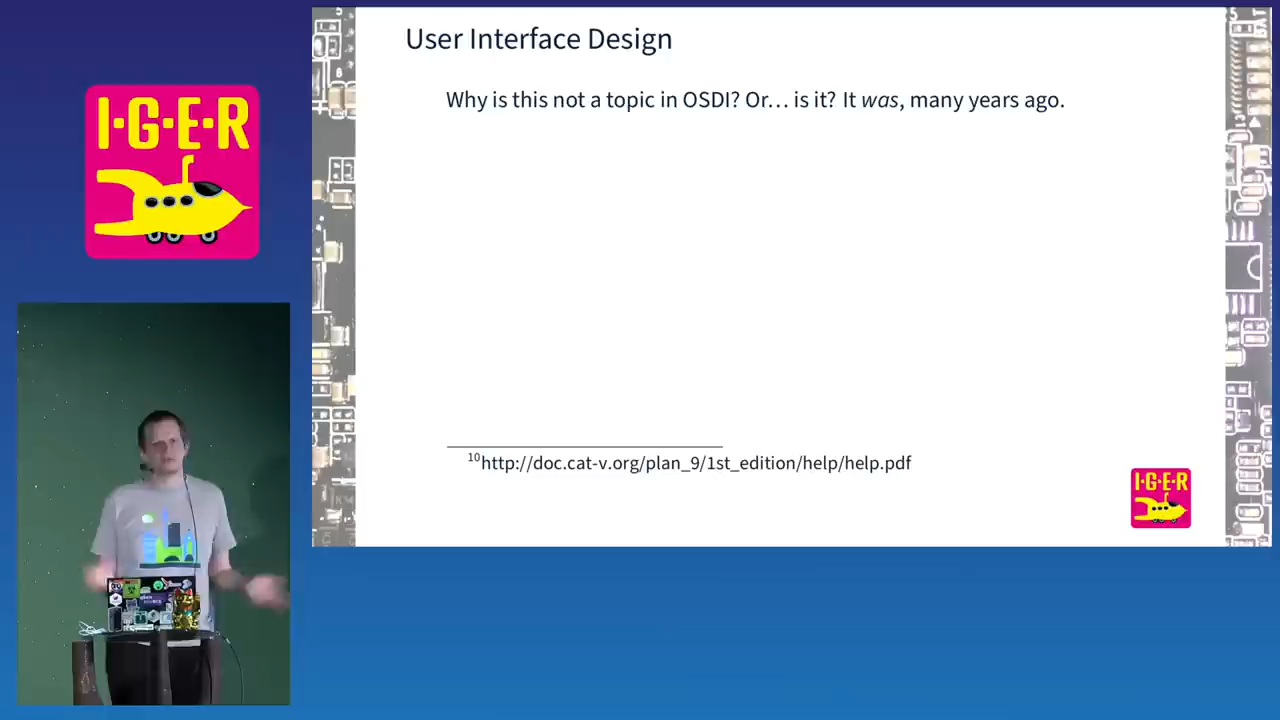 I·G·E·R
User Interface Design
Why is this not a topic in OSDI? Or… is it? It was, many years ago.
10http://doc.cat-v.org/plan_9/1st_edition/help/help.pdf
I·G·E·R